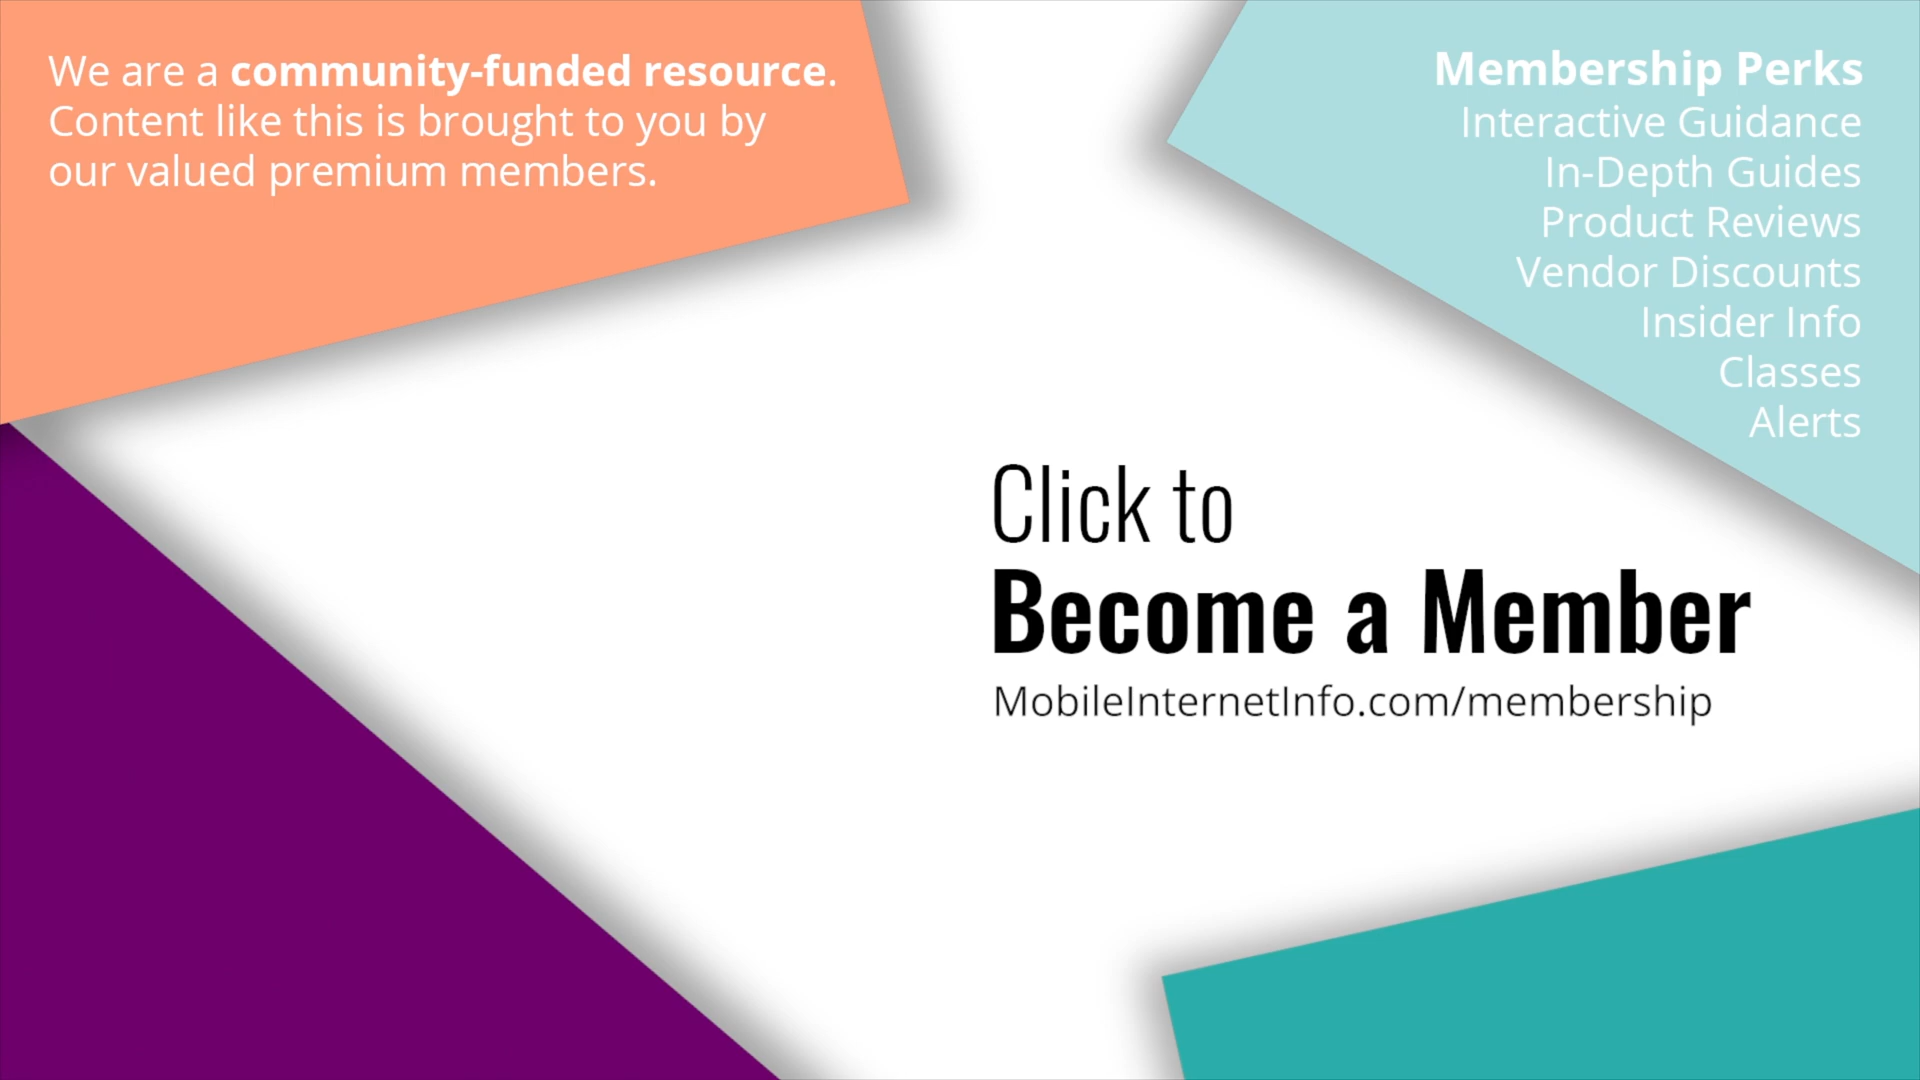 We are a community-funded resource.
Content like this is brought to you by
our valued premium members.
Membership Perks
Interactive Guidance
In-Depth Guides
Product Reviews
Vendor Discounts
Insider Info
Classes
Alerts
Click to
Become a Member
MobileInternetInfo.com/membership